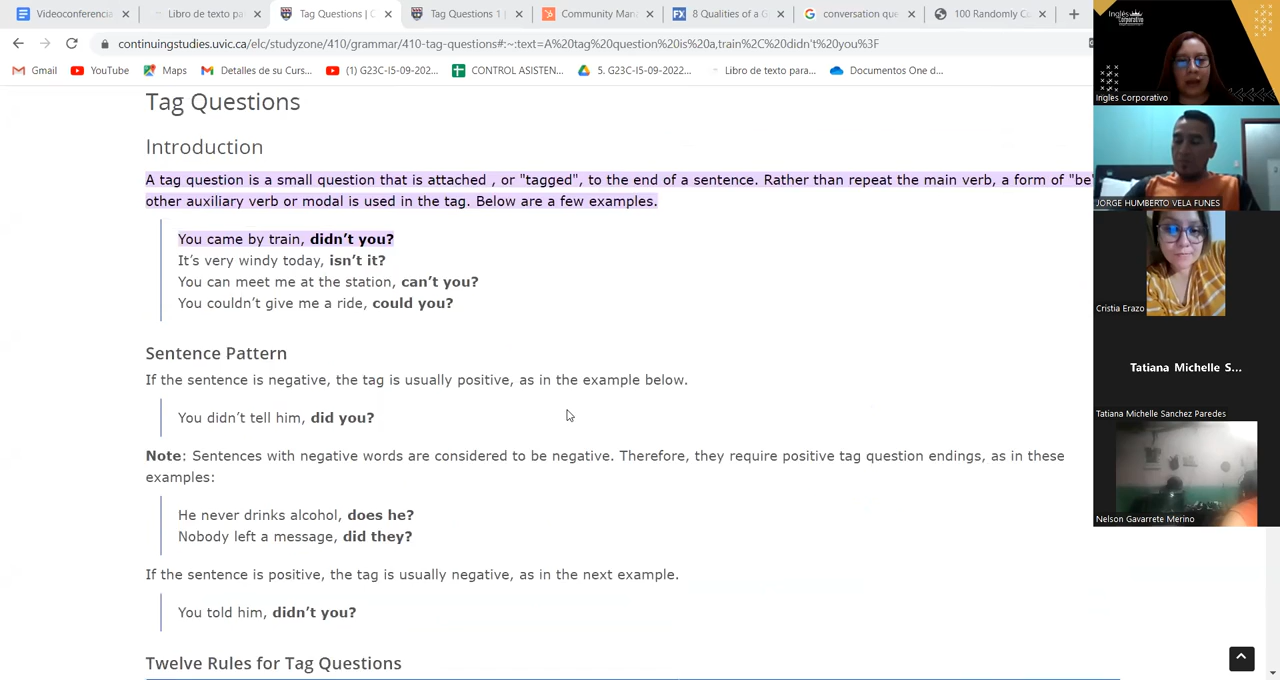 Videoconferencia
Libro de texto pa
Tag Questions | C
Tag Questions 1 |
Community Man
8 Qualities of a G
conversation que
100 Randomly Co
continuingstudies.uvic.ca/elc/studyzone/410/grammar/410-tag-questions#:~:text=A%20tag%20question%20is%20a,train%2C%20didn't%20you%3F
Gmail
YouTube
Maps
Detalles de su Curs...
(1) G23C-I5-09-202...
CONTROL ASISTEN...
5. G23C-I5-09-2022...
Libro de texto para...
Documentos One d...
Tag Questions
Introduction
A tag question is a small question that is attached , or "tagged", to the end of a sentence. Rather than repeat the main verb, a form of "be"
other auxiliary verb or modal is used in the tag. Below are a few examples.
You came by train, didn't you?
It's very windy today, isn't it?
You can meet me at the station, can't you?
You couldn't give me a ride, could you?
Sentence Pattern
If the sentence is negative, the tag is usually positive, as in the example below.
You didn't tell him, did you?
Note: Sentences with negative words are considered to be negative. Therefore, they require positive tag question endings, as in these
examples:
He never drinks alcohol, does he?
Nobody left a message, did they?
If the sentence is positive, the tag is usually negative, as in the next example.
You told him, didn't you?
Twelve Rules for Tag Questions
Inglés
Corporativo
Ingles Corporativo
JORGE HUMBERTO VELA FUNES
Cristia Erazo
Tatiana Michelle S...
Tatiana Michelle Sanchez Paredes
Nelson Gavarrete Merino